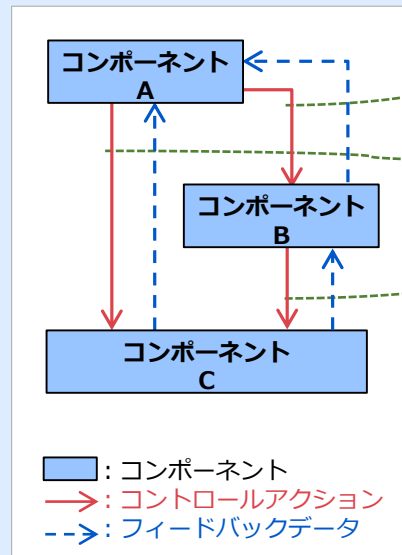 コンポーネント
A
コンポーネント
B
コンポーネント
C
：コンポーネント
：コントロールアクション
：フィードバックデータ